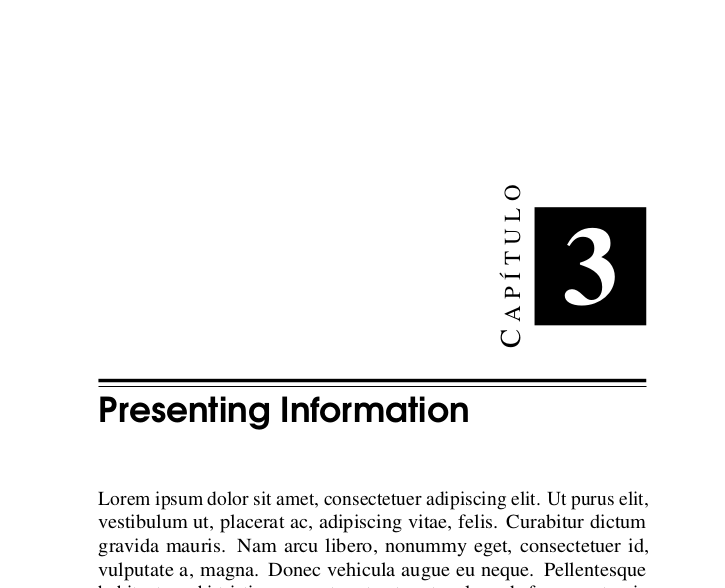 CAPÍTULO
3
Presenting Information
Lorem ipsum dolor sit amet, consectetuer adipiscing elit. Ut purus elit,
vestibulum ut, placerat ac, adipiscing vitae, felis. Curabitur dictum
gravida mauris. Nam arcu libero, nonummy eget, consectetuer id,
vulputate a, magna. Donec vehicula augue eu neque. Pellentesque